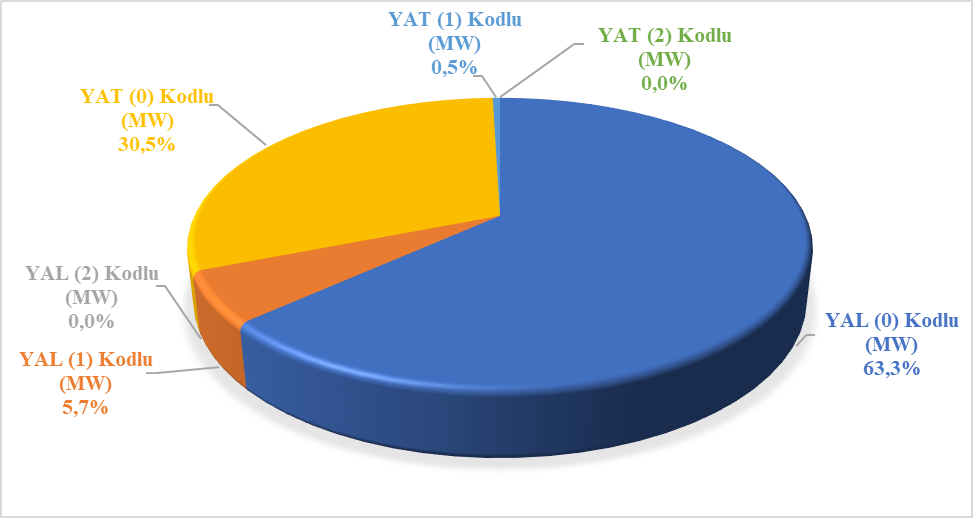 YAT (1) Kodlu
(MW)
0,5%
YAT (2) Kodlu
(MW)
0,0%
YAT (0) Kodlu
(MW)
30,5%
YAL (2) Kodlu
(MW)
0,0%
YAL (0) Kodlu
(MW)
63,3%
YAL (1) Kodlu
(MW)
5,7%